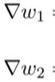 ∇w₁ =
∇w₂ =